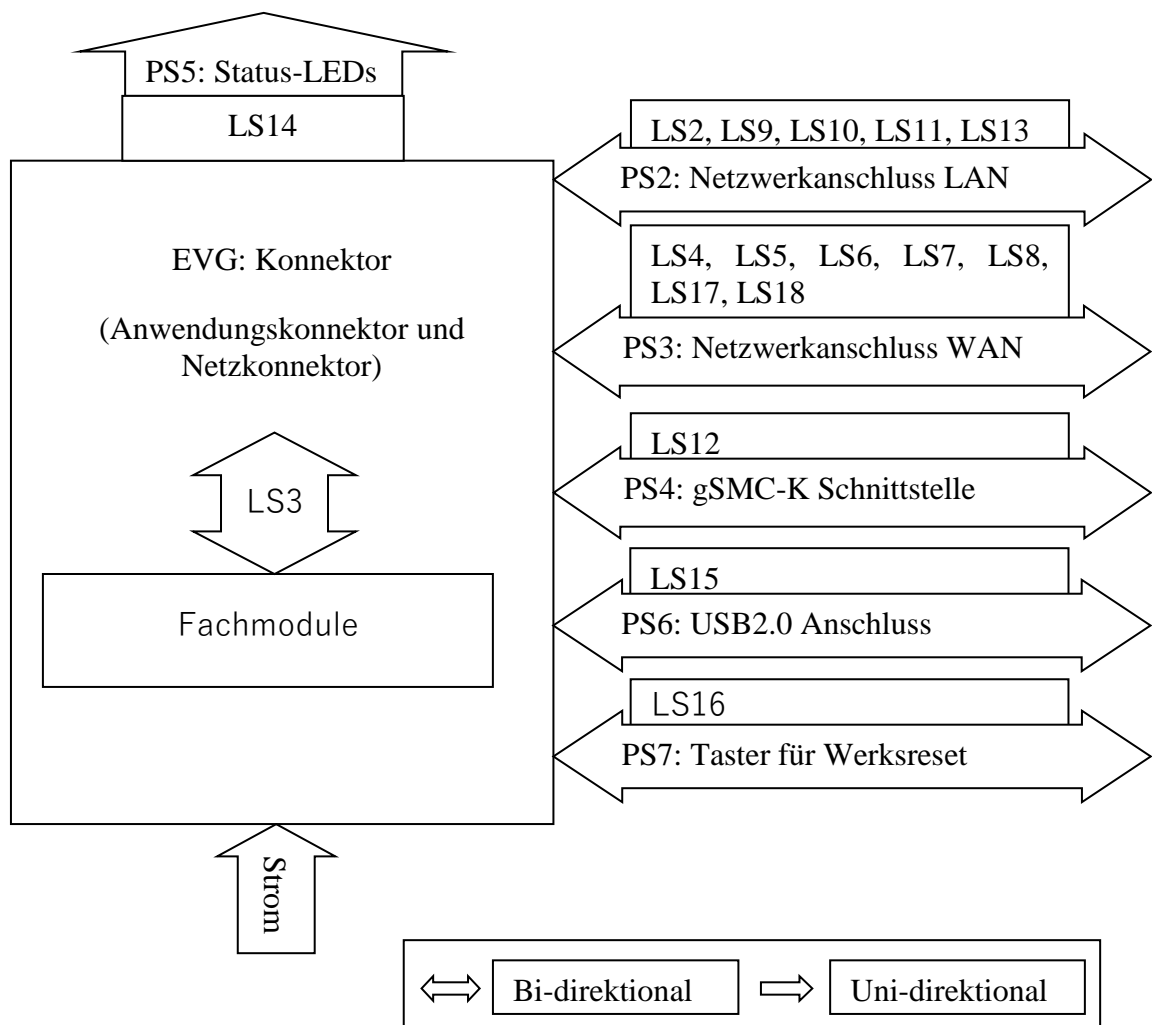 PS5: Status-LEDs
LS14
LS2, LS9, LS10, LS11, LS13
PS2: Netzwerkanschluss LAN
EVG: Konnektor
(Anwendungskonnektor und
Netzkonnektor)
LS4, LS5, LS6, LS7, LS8,
LS17, LS18
PS3: Netzwerkanschluss WAN
LS12
PS4: gSMC-K Schnittstelle
LS3
LS15
PS6: USB2.0 Anschluss
Fachmodule
LS16
PS7: Taster für Werksreset
Strom
Bi-direktional
Uni-direktional